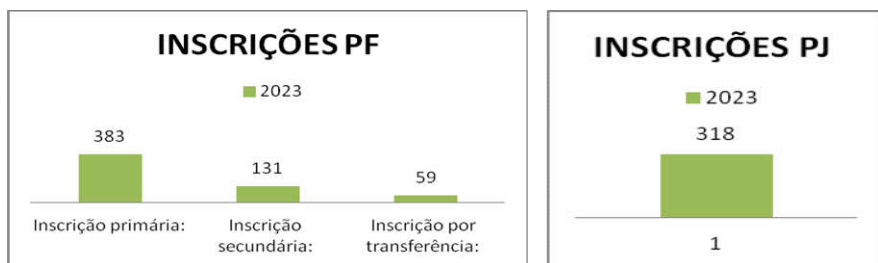 INSCRIÇÕES PF
2023
383
131
59
Inscrição primária:
Inscrição
secundária:
Inscrição por
transferência:
INSCRIÇÕES PJ
2023
318
1